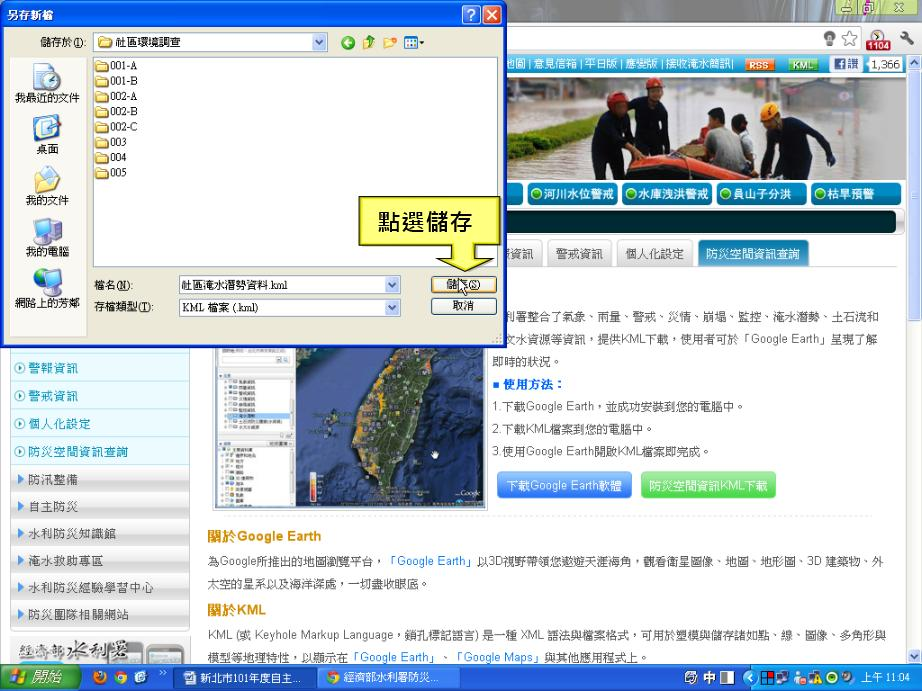 另存新檔
儲存於(I):
社區環境調查
001-A
001-B
002-A
002-B
002-C
003
004
005
我最近的文件
桌面
我的文件
我的電腦
網路上的芳鄰
點選儲存
檔名(N):
社區淹水潛勢資料.kml
儲存(S)
存檔類型(T):
KML 檔案 (.kml)
取消
1104
地圖 | 意見信箱 | 平日版 | 應變版 | 接收淹水簡訊
RSS
KML
讚
1,366
河川水位警戒
水庫洩洪警戒
員山子分洪
枯旱預警
資訊
警戒資訊
個人化設定
防災空間資訊查詢
利署整合了氣象、雨量、警戒、災情、崩塌、監控、淹水潛勢、土石流和
文水資源等資訊，提供KML下載，使用者可於「Google Earth」呈現了解
即時的狀況。
■ 使用方法：
1.下載Google Earth，並成功安裝到您的電腦中。
2.下載KML檔案到您的電腦中。
3.使用Google Earth開啟KML檔案即完成。
下載Google Earth軟體
防災空間資訊KML下載
警報資訊
警戒資訊
個人化設定
防災空間資訊查詢
防汛整備
自主防災
水利防災知識館
淹水救助專區
水利防災經驗學習中心
防災團隊相關網站
經濟部水利署
Google
關於Google Earth
為Google所推出的地圖瀏覽平台，「Google Earth」以3D視野帶領您遨遊天涯海角，觀看衛星圖像、地圖、地形圖、3D 建築物、外
太空的星系以及海洋深處，一切盡收眼底。
關於KML
KML (或 Keyhole Markup Language，鎖孔標記語言) 是一種 XML 語法與檔案格式，可用於塑模與儲存諸如點、線、圖像、多角形與
模型等地理特性，以顯示在「Google Earth」、「Google Maps」與其他應用程式上。
開始
新北市101年度自主...
經濟部水利署防災...
中
上午 11:04